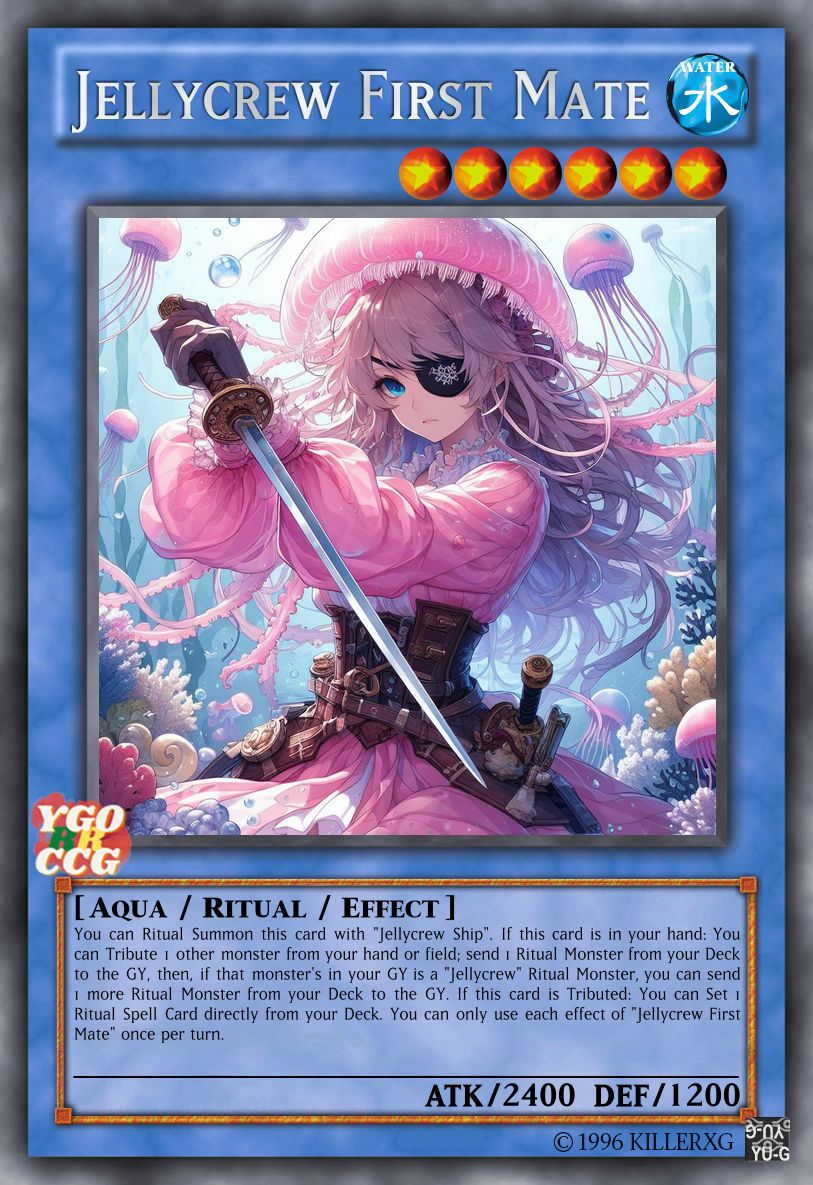 JELLYCREW FIRST MATE
WATER
水
YGO
RR
CCG
[ AQUA / RITUAL / EFFECT ]
You can Ritual Summon this card with "Jellycrew Ship". If this card is in your hand: You
can Tribute 1 other monster from your hand or field; send 1 Ritual Monster from your Deck
to the GY, then, if that monster's in your GY is a "Jellycrew" Ritual Monster, you can send
1 more Ritual Monster from your Deck to the GY. If this card is Tributed: You can Set 1
Ritual Spell Card directly from your Deck. You can only use each effect of "Jellycrew First
Mate" once per turn.
ATK/2400 DEF/1200
© 1996 KILLERXG
YU-G